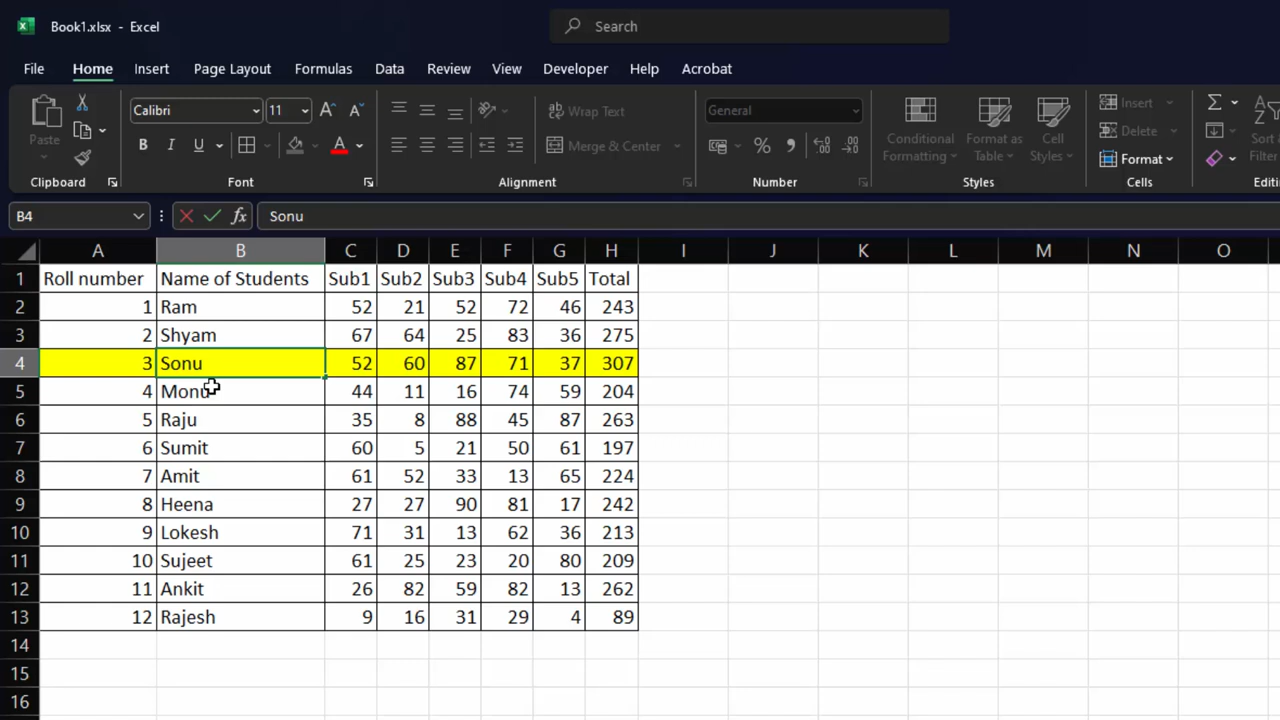 Book1.xlsx - Excel
Search
File Home Insert Page Layout Formulas Data Review View Developer Help Acrobat
Paste
Clipboard
Calibri 11
B I U
Font
Wrap Text
Merge & Center
Alignment
General
Number
Conditional Formatting
Format as Table
Cell Styles
Styles
Insert
Delete
Format
Cells
Sort
Filter
Editi
B4 fx Sonu
A B C D E F G H I J K L M N O
1 Roll number Name of Students Sub1 Sub2 Sub3 Sub4 Sub5 Total
2 1 Ram 52 21 52 72 46 243
3 2 Shyam 67 64 25 83 36 275
4 3 Sonu 52 60 87 71 37 307
5 4 Monu 44 11 16 74 59 204
6 5 Raju 35 8 88 45 87 263
7 6 Sumit 60 5 21 50 61 197
8 7 Amit 61 52 33 13 65 224
9 8 Heena 27 27 90 81 17 242
10 9 Lokesh 71 31 13 62 36 213
11 10 Sujeet 61 25 23 20 80 209
12 11 Ankit 26 82 59 82 13 262
13 12 Rajesh 9 16 31 29 4 89
14
15
16